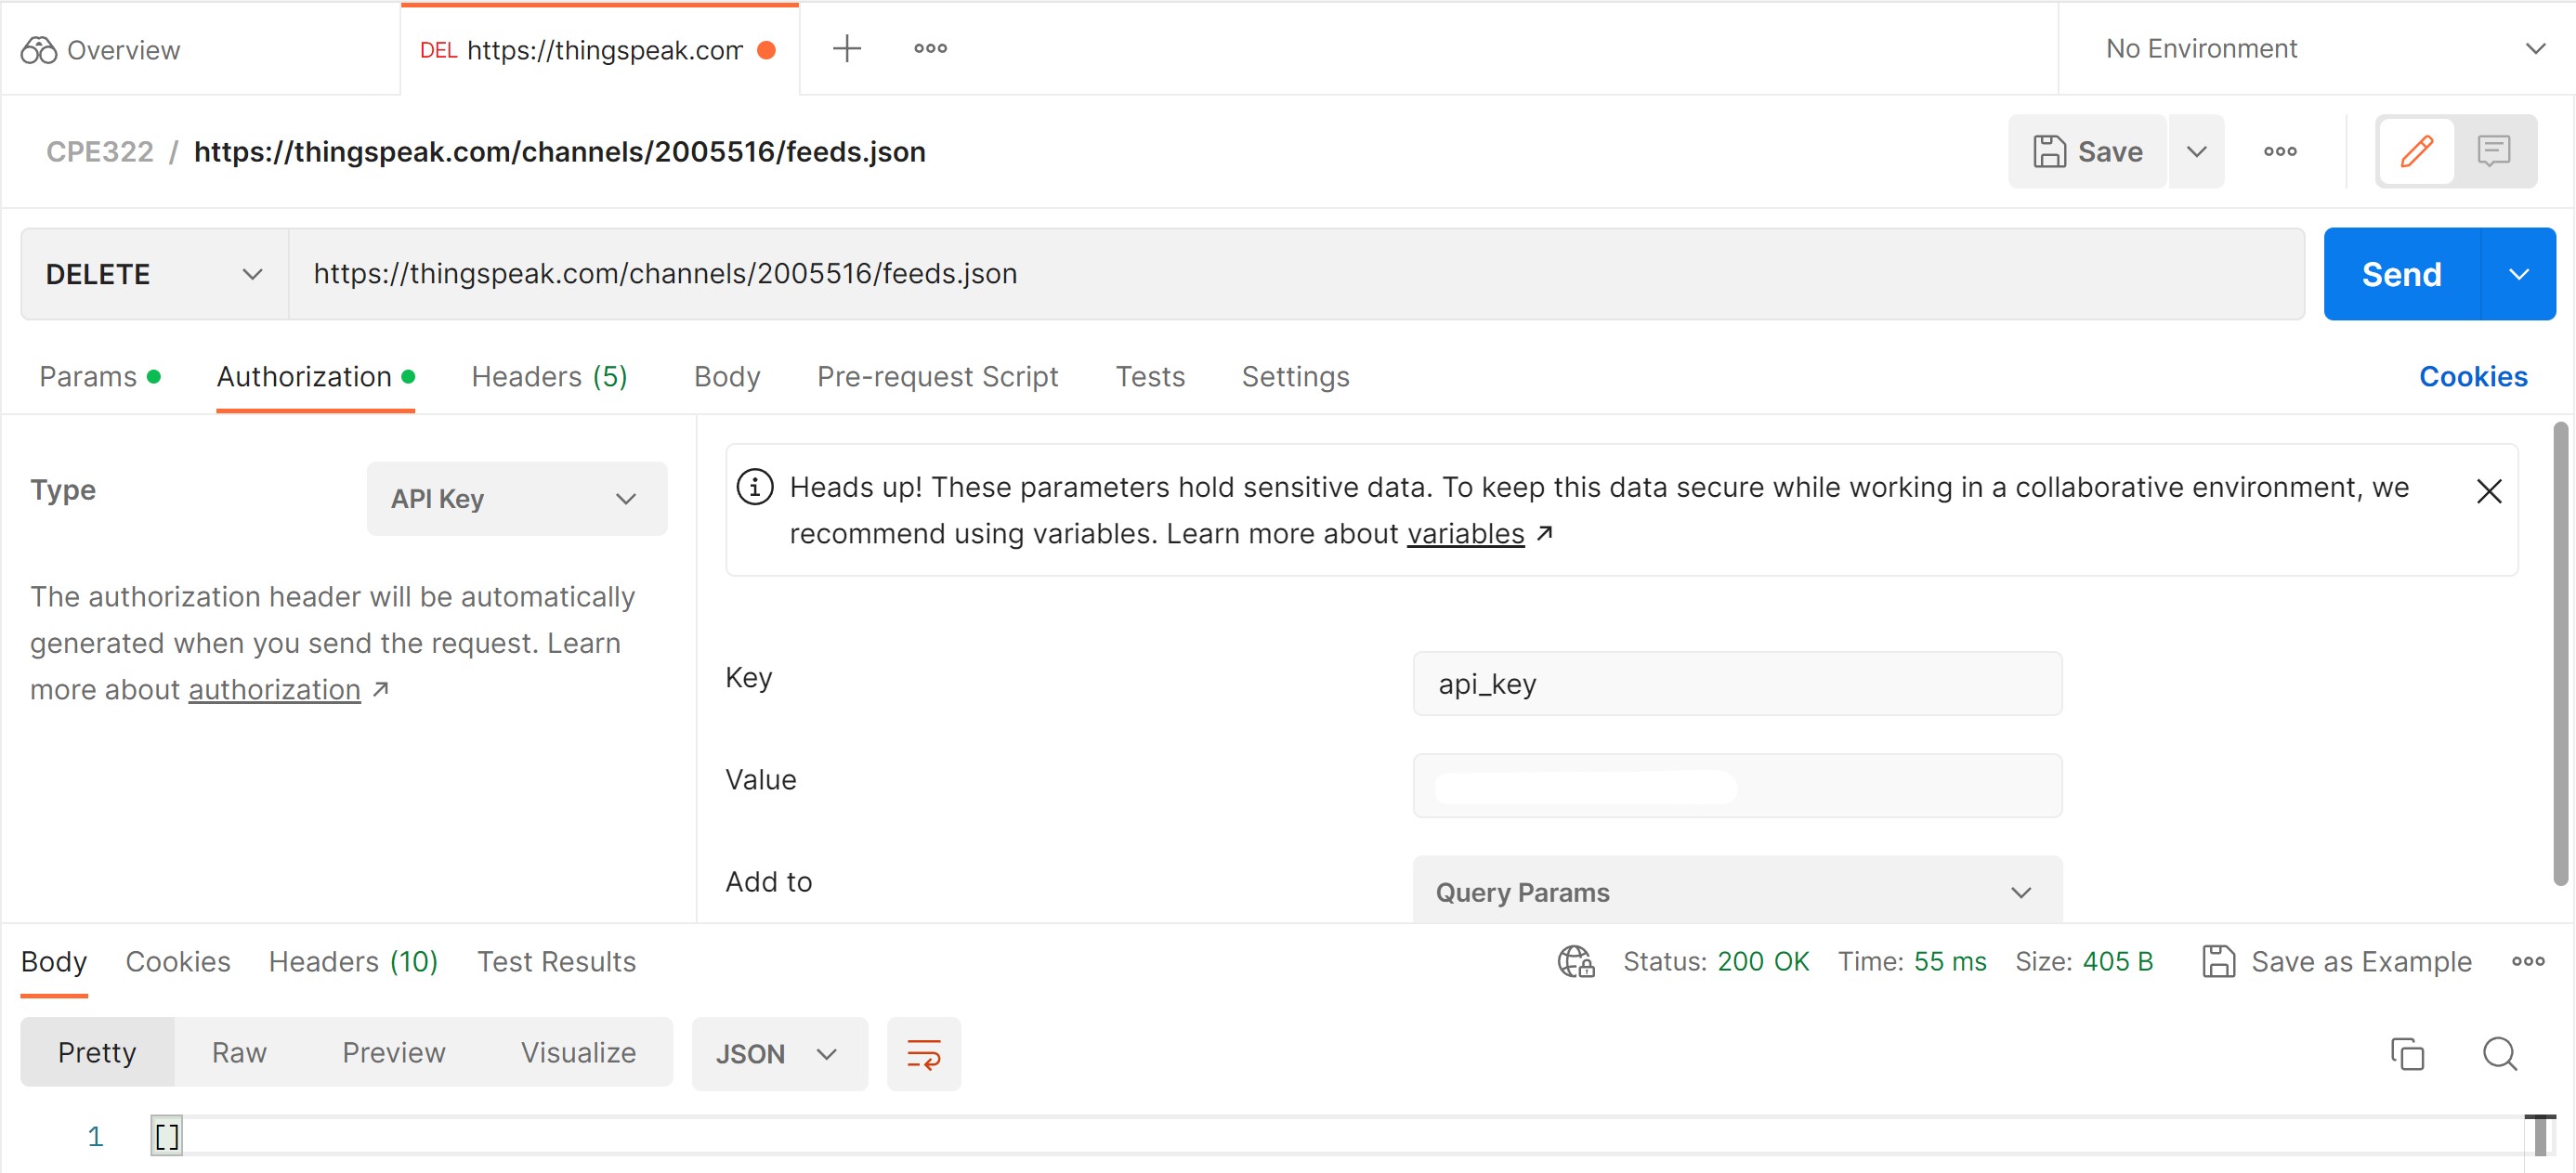 Overview
DEL https://thingspeak.com
No Environment
CPE322 / https://thingspeak.com/channels/2005516/feeds.json
Save
DELETE
https://thingspeak.com/channels/2005516/feeds.json
Send
Params
Authorization
Headers (5)
Body
Pre-request Script
Tests
Settings
Cookies
Type
API Key
The authorization header will be automatically
generated when you send the request. Learn
more about authorization ↗
Heads up! These parameters hold sensitive data. To keep this data secure while working in a collaborative environment, we
recommend using variables. Learn more about variables ↗
Key
api_key
Value
Add to
Query Params
Body
Cookies
Headers (10)
Test Results
Status: 200 OK
Time: 55 ms
Size: 405 B
Save as Example
Pretty
Raw
Preview
Visualize
JSON
1
[]